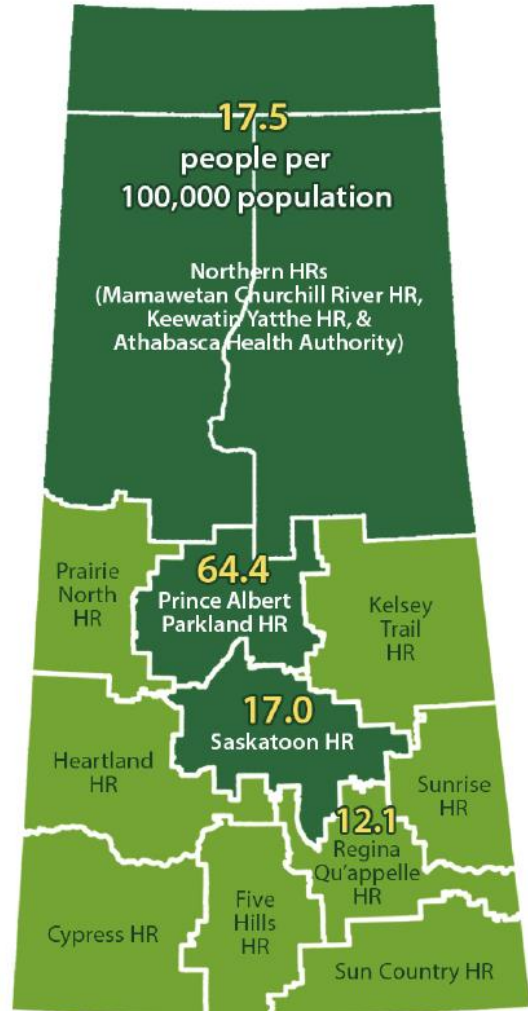 17.5
people per
100,000 population
Northern HRs
(Mamawetan Churchill River HR,
Keewatin Yatthe HR, &
Athabasca Health Authority)
Prairie
North
HR
64.4
Prince Albert
Parkland HR
Kelsey
Trail
HR
17.0
Saskatoon HR
Heartland
HR
Sunrise
HR
12.1
Regina
Qu'appelle
HR
Cypress HR
Five
Hills
HR
Sun Country HR